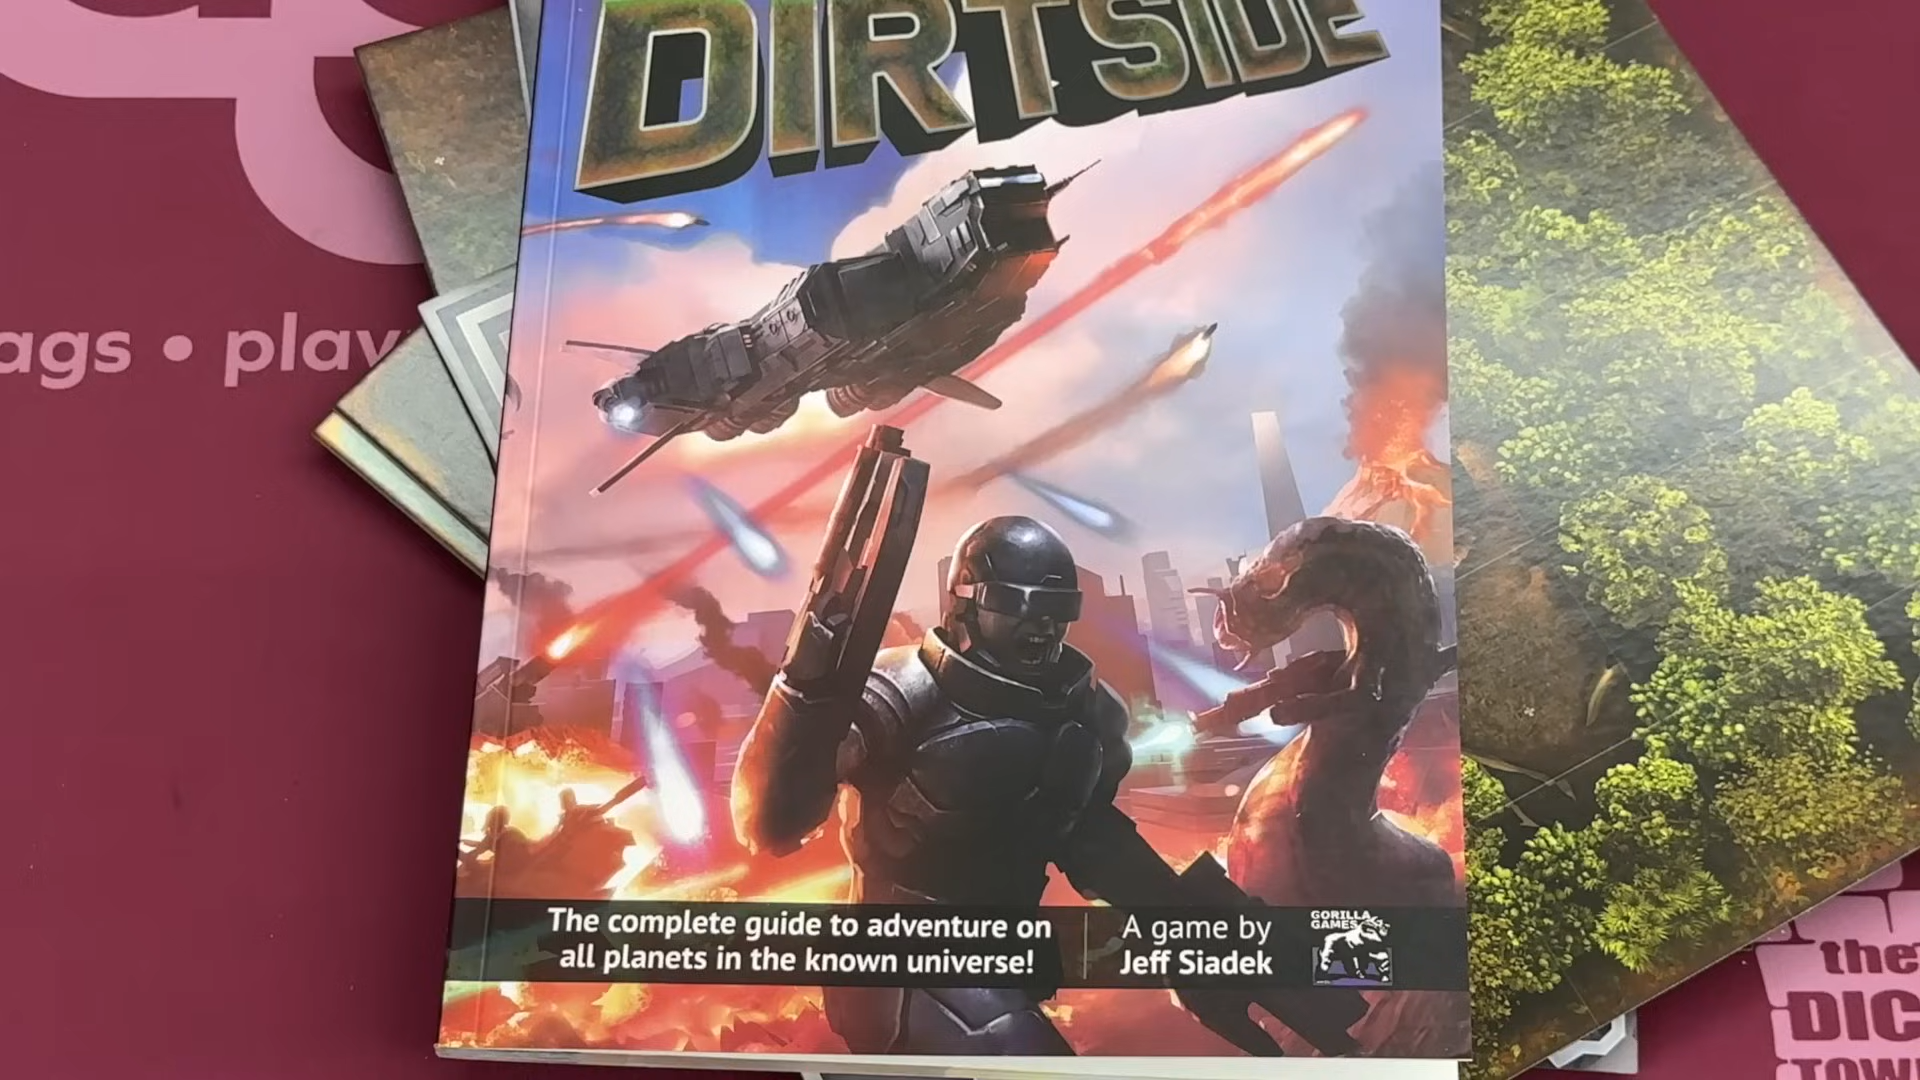 DIRTSIDE
ags • play
The complete guide to adventure on
all planets in the known universe!
A game by
Jeff Siadek
GORILLA
GAMES
the
DIC
TOW